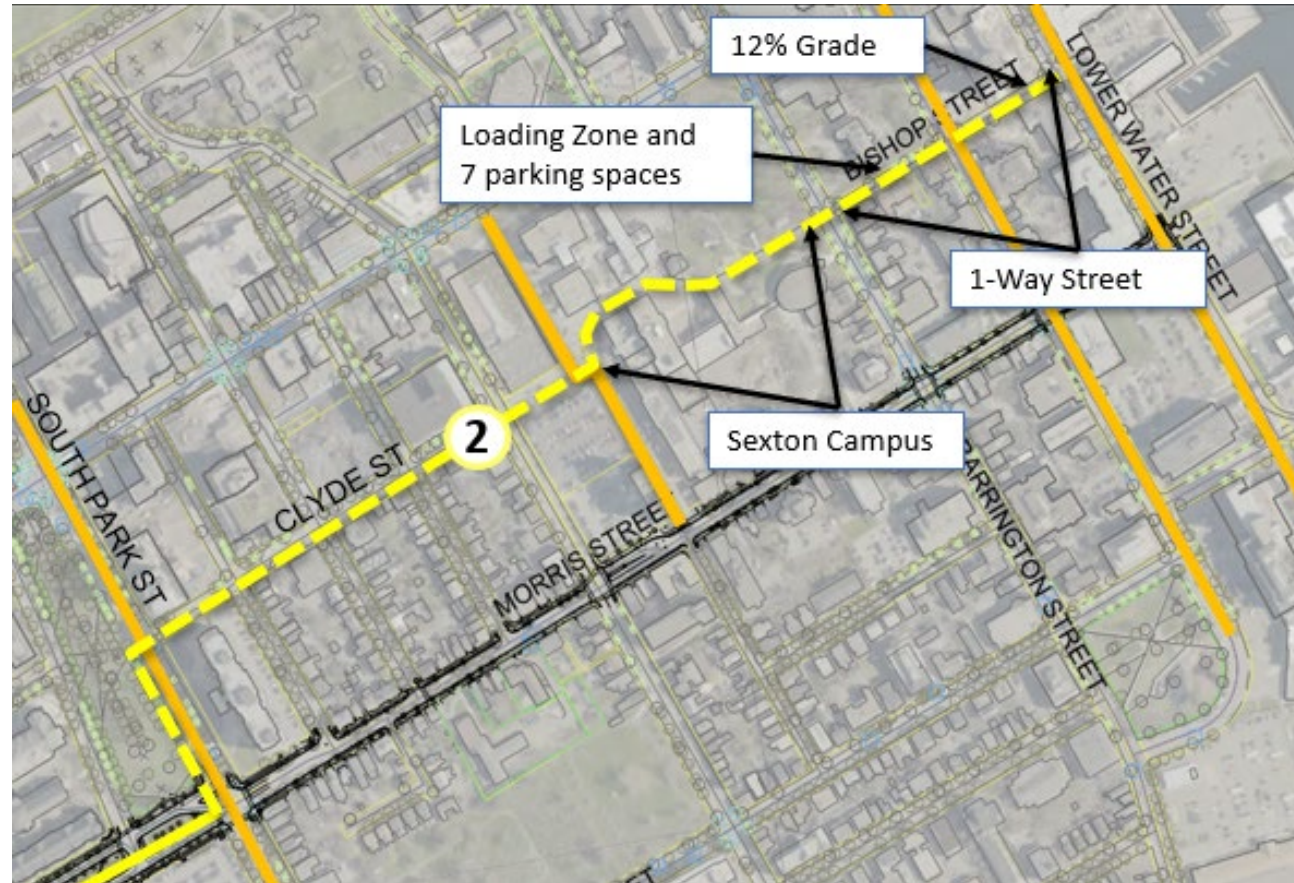 12% Grade
LOWER WATER STREET
Loading Zone and
7 parking spaces
BISHOP STREET
1-Way Street
SOUTH PARK ST
CLYDE ST
2
Sexton Campus
MORRIS STREE
BARRINGTON STREET